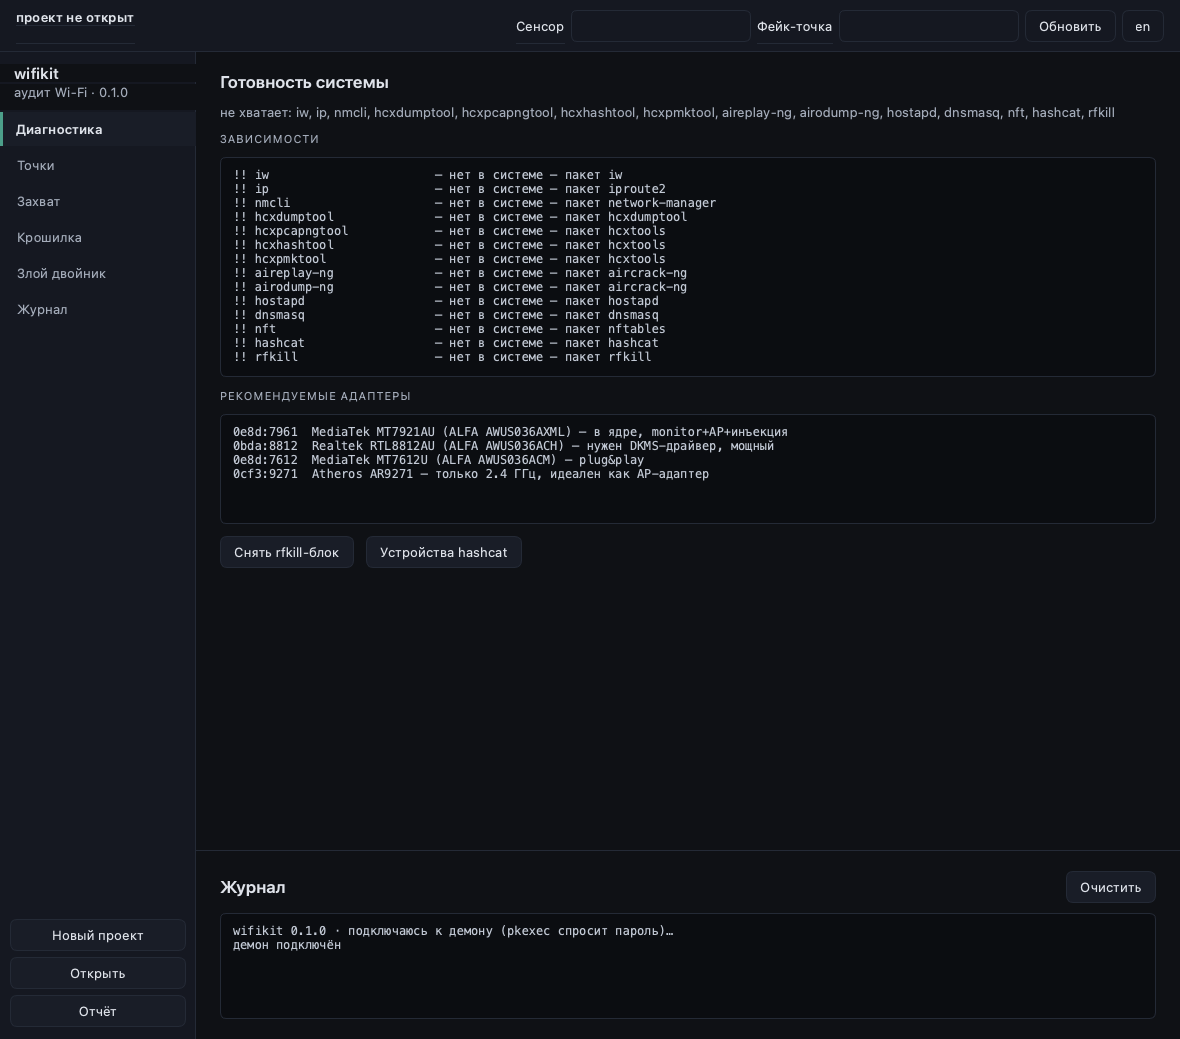 проект не открыт
Сенсор
Фейк-точка
Обновить
en
wifikit
аудит Wi-Fi · 0.1.0
Диагностика
Точки
Захват
Крошилка
Злой двойник
Журнал
Новый проект
Открыть
Отчёт
Готовность системы
не хватает: iw, ip, nmcli, hcxdumptool, hcxpcapngtool, hcxhashtool, hcxpmktool, aireplay-ng, airodump-ng, hostapd, dnsmasq, nft, hashcat, rfkill
ЗАВИСИМОСТИ
!! iw — нет в системе — пакет iw
!! ip — нет в системе — пакет iproute2
!! nmcli — нет в системе — пакет network-manager
!! hcxdumptool — нет в системе — пакет hcxdumptool
!! hcxpcapngtool — нет в системе — пакет hcxtools
!! hcxhashtool — нет в системе — пакет hcxtools
!! hcxpmktool — нет в системе — пакет hcxtools
!! aireplay-ng — нет в системе — пакет aircrack-ng
!! airodump-ng — нет в системе — пакет aircrack-ng
!! hostapd — нет в системе — пакет hostapd
!! dnsmasq — нет в системе — пакет dnsmasq
!! nft — нет в системе — пакет nftables
!! hashcat — нет в системе — пакет hashcat
!! rfkill — нет в системе — пакет rfkill
РЕКОМЕНДУЕМЫЕ АДАПТЕРЫ
0e8d:7961 MediaTek MT7921AU (ALFA AWUS036AXML) — в ядре, monitor+AP+инъекция
0bda:8812 Realtek RTL8812AU (ALFA AWUS036ACH) — нужен DKMS-драйвер, мощный
0e8d:7612 MediaTek MT7612U (ALFA AWUS036ACM) — plug&play
0cf3:9271 Atheros AR9271 — только 2.4 ГГц, идеален как AP-адаптер
Снять rfkill-блок
Устройства hashcat
Журнал
Очистить
wifikit 0.1.0 · подключаюсь к демону (pkexec спросит пароль)…
демон подключён